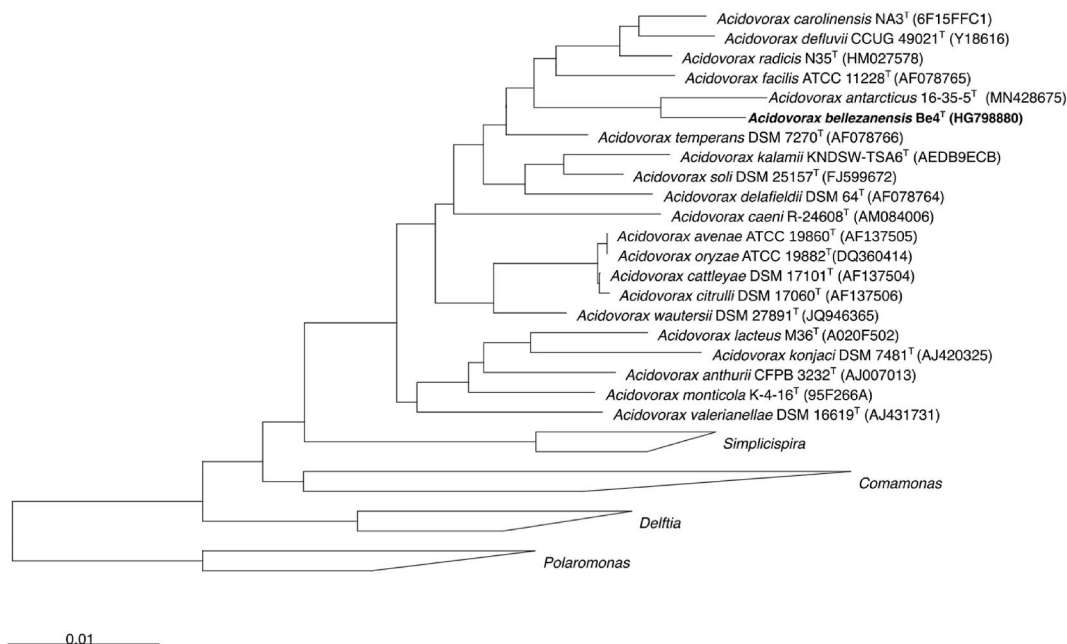 Acidovorax carolinensis NA3ᵀ (6F15FFC1)
Acidovorax defluvii CCUG 49021ᵀ (Y18616)
Acidovorax radicis N35ᵀ (HM027578)
Acidovorax facilis ATCC 11228ᵀ (AF078765)
Acidovorax antarcticus 16-35-5ᵀ (MN428675)
Acidovorax bellezanensis Be4ᵀ (HG798880)
Acidovorax temperans DSM 7270ᵀ (AF078766)
Acidovorax kalamii KNDSW-TSA6ᵀ (AEDB9ECB)
Acidovorax soli DSM 25157ᵀ (FJ599672)
Acidovorax delafieldii DSM 64ᵀ (AF078764)
Acidovorax caeni R-24608ᵀ (AM084006)
Acidovorax avenae ATCC 19860ᵀ (AF137505)
Acidovorax oryzae ATCC 19882ᵀ(DQ360414)
Acidovorax cattleyae DSM 17101ᵀ (AF137504)
Acidovorax citrulli DSM 17060ᵀ (AF137506)
Acidovorax wautersii DSM 27891ᵀ (JQ946365)
Acidovorax lacteus M36ᵀ (A020F502)
Acidovorax konjaci DSM 7481ᵀ (AJ420325)
Acidovorax anthurii CFPB 3232ᵀ (AJ007013)
Acidovorax monticola K-4-16ᵀ (95F266A)
Acidovorax valerianellae DSM 16619ᵀ (AJ431731)
Simplicispira
Comamonas
Delftia
Polaromonas
0.01